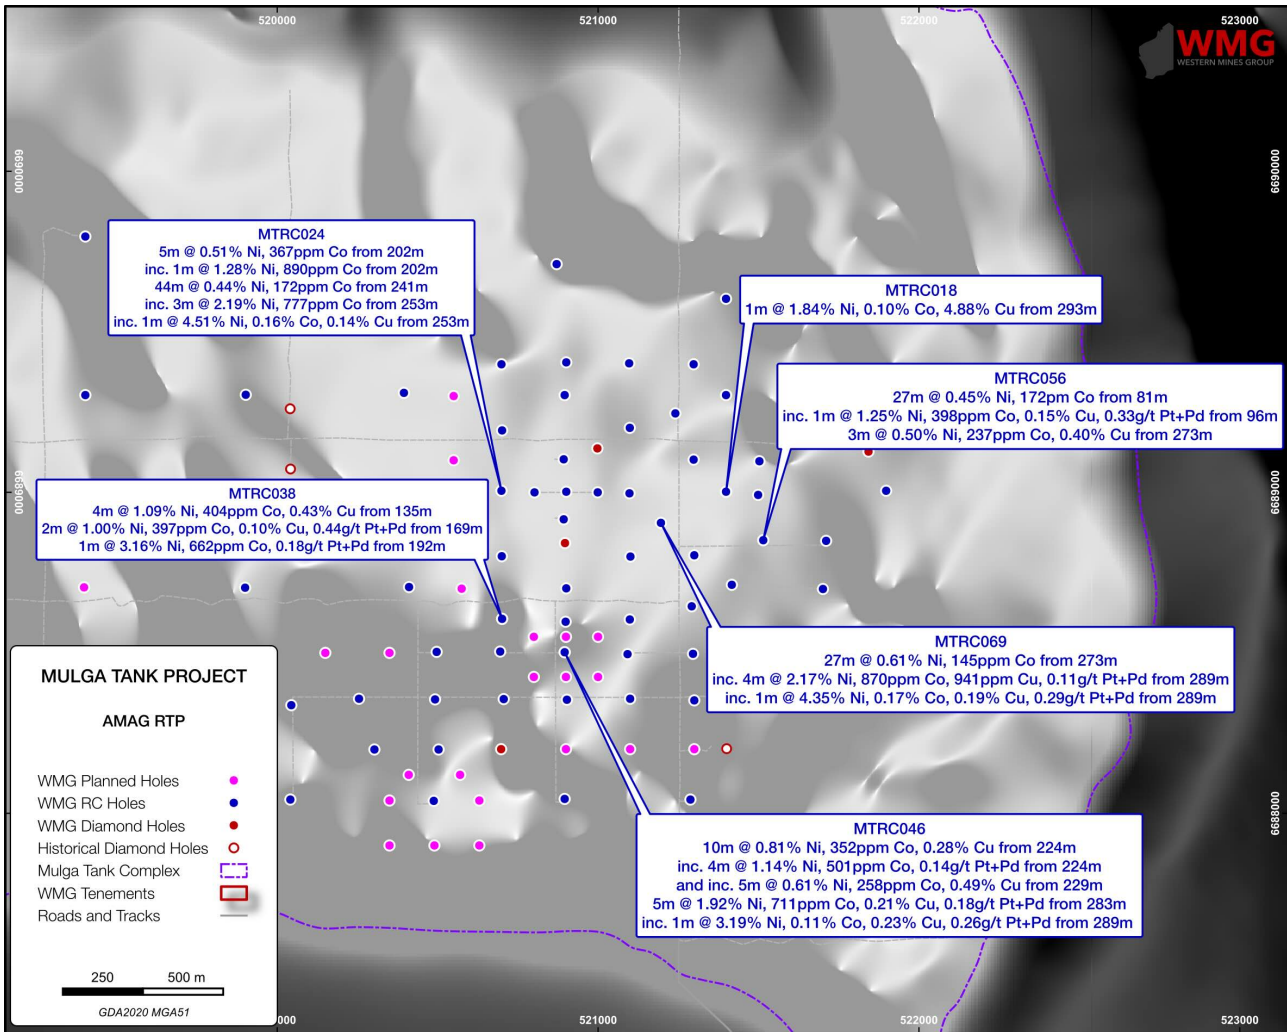 520000
521000
522000
523000
WMG
WESTERN MINES GROUP
6690000
6690000
MTRC024
5m @ 0.51% Ni, 367ppm Co from 202m
inc. 1m @ 1.28% Ni, 890ppm Co from 202m
44m @ 0.44% Ni, 172ppm Co from 241m
inc. 3m @ 2.19% Ni, 777ppm Co from 253m
inc. 1m @ 4.51% Ni, 0.16% Co, 0.14% Cu from 253m
MTRC018
1m @ 1.84% Ni, 0.10% Co, 4.88% Cu from 293m
MTRC056
27m @ 0.45% Ni, 172pm Co from 81m
inc. 1m @ 1.25% Ni, 398ppm Co, 0.15% Cu, 0.33g/t Pt+Pd from 96m
3m @ 0.50% Ni, 237ppm Co, 0.40% Cu from 273m
6689000
6689000
MTRC038
4m @ 1.09% Ni, 404ppm Co, 0.43% Cu from 135m
2m @ 1.00% Ni, 397ppm Co, 0.10% Cu, 0.44g/t Pt+Pd from 169m
1m @ 3.16% Ni, 662ppm Co, 0.18g/t Pt+Pd from 192m
MTRC069
27m @ 0.61% Ni, 145ppm Co from 273m
inc. 4m @ 2.17% Ni, 870ppm Co, 941ppm Cu, 0.11g/t Pt+Pd from 289m
inc. 1m @ 4.35% Ni, 0.17% Co, 0.19% Cu, 0.29g/t Pt+Pd from 289m
MULGA TANK PROJECT
AMAG RTP
WMG Planned Holes
WMG RC Holes
WMG Diamond Holes
Historical Diamond Holes
Mulga Tank Complex
WMG Tenements
Roads and Tracks
250 500 m
GDA2020 MGA51
6688000
MTRC046
10m @ 0.81% Ni, 352ppm Co, 0.28% Cu from 224m
inc. 4m @ 1.14% Ni, 501ppm Co, 0.14g/t Pt+Pd from 224m
and inc. 5m @ 0.61% Ni, 258ppm Co, 0.49% Cu from 229m
5m @ 1.92% Ni, 711ppm Co, 0.21% Cu, 0.18g/t Pt+Pd from 283m
inc. 1m @ 3.19% Ni, 0.11% Co, 0.23% Cu, 0.26g/t Pt+Pd from 289m
521000
522000
523000